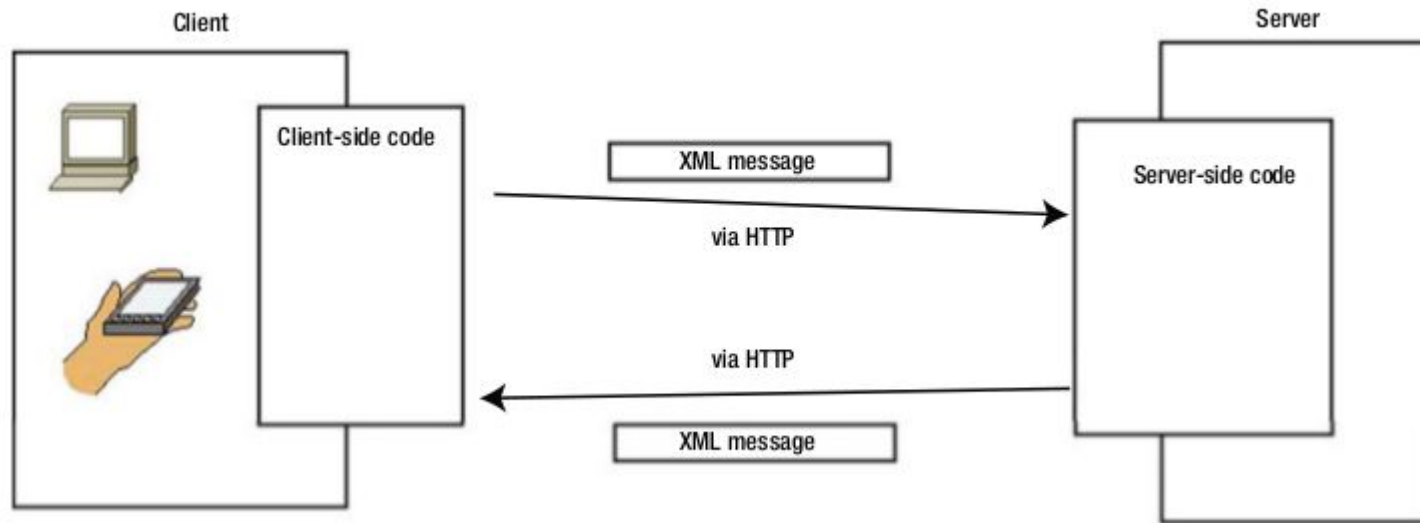 Client
Server
Client-side code
XML message
Server-side code
via HTTP
via HTTP
XML message